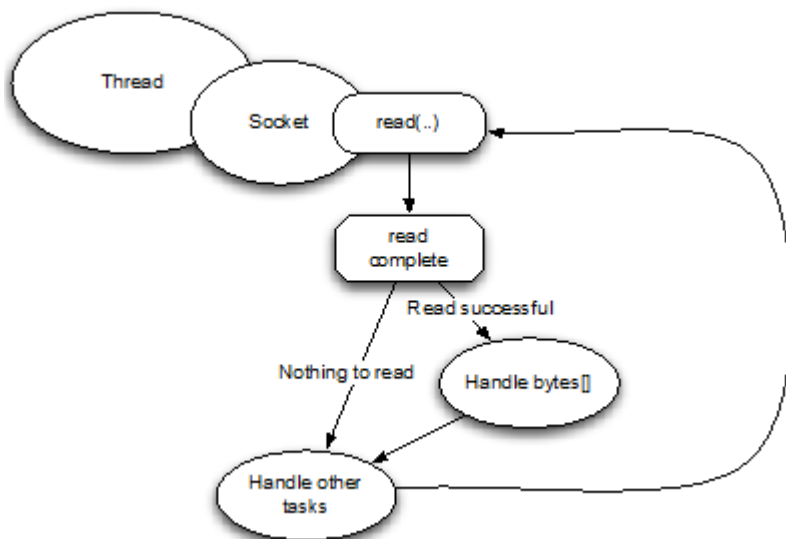 Thread
Socket
read(..)
read
complete
Read successful
Nothing to read
Handle bytes[]
Handle other
tasks